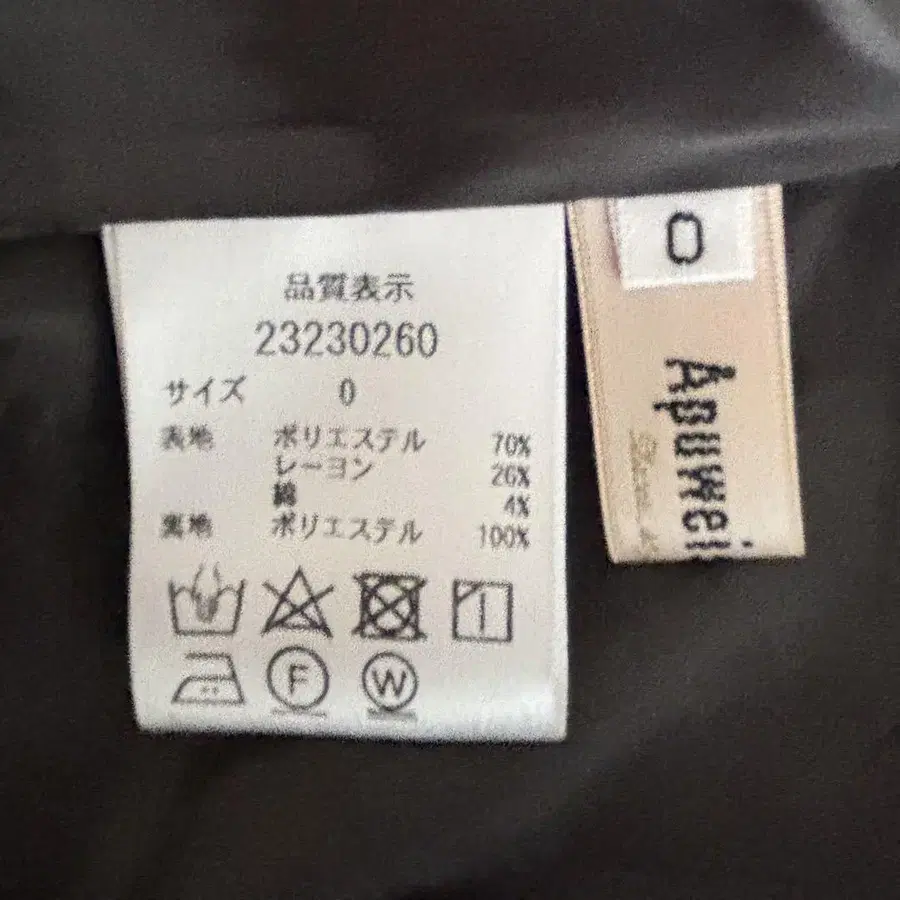 品質表示
23230260
サイズ 0
表地 ポリエステル 70%
レーヨン 26%
綿 4%
裏地 ポリエステル 100%
F W
0
Apuwei